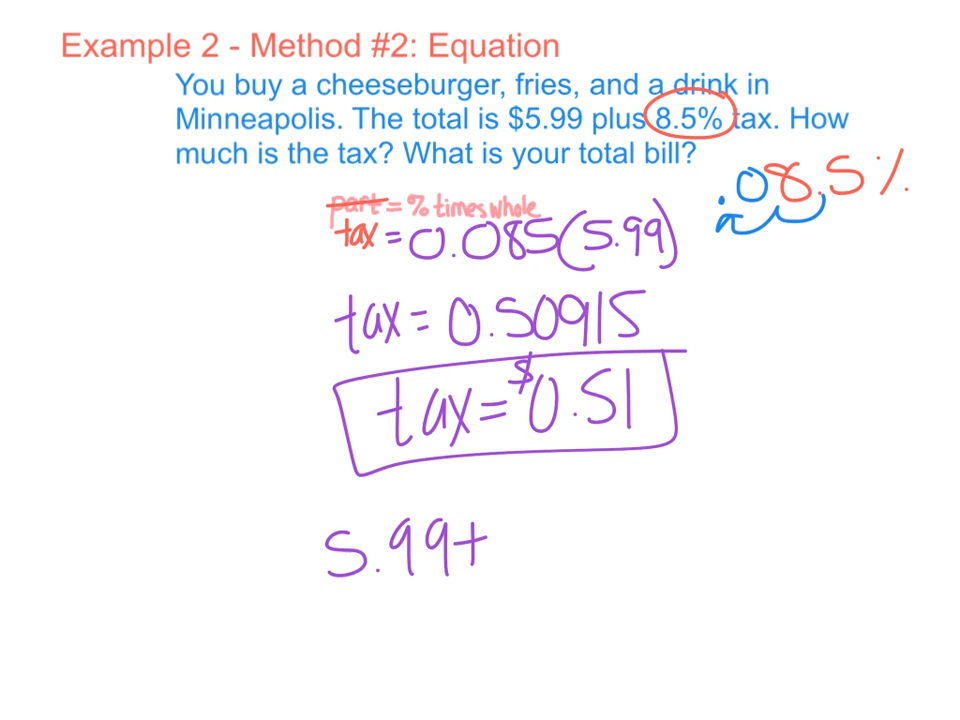 Example 2 - Method #2: Equation
You buy a cheeseburger, fries, and a drink in
Minneapolis. The total is $5.99 plus 8.5% tax. How
much is the tax? What is your total bill?
.08.5%
part = % times whole
tax = 0.085(5.99)
tax = 0.50915
tax = $0.51
5.99+